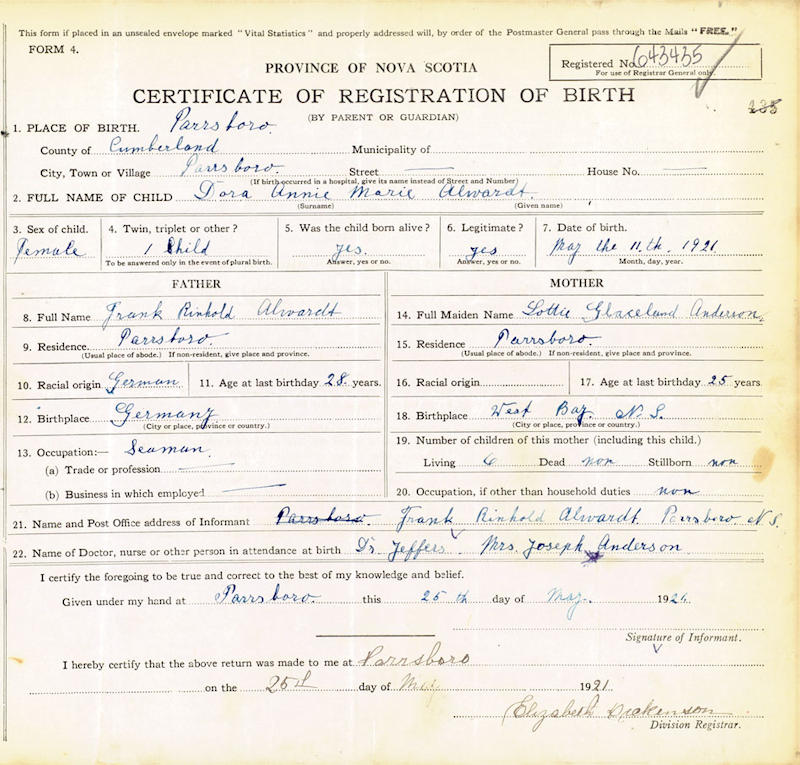 This form if placed in an unsealed envelope marked "Vital Statistics" and properly addressed will, by order of the Postmaster General pass through the Mails "FREE."
FORM 4.
Registered No. 643435
For use of Registrar General only.
PROVINCE OF NOVA SCOTIA
CERTIFICATE OF REGISTRATION OF BIRTH
235
(BY PARENT OR GUARDIAN)
1. PLACE OF BIRTH. Parrsboro.
County of Cumberland Municipality of
City, Town or Village Parrsboro. Street — House No. —
(If birth occurred in a hospital, give its name instead of Street and Number)
2. FULL NAME OF CHILD Dora Annie Marie Alwardt.
(Surname) (Given name)
3. Sex of child. 4. Twin, triplet or other? 5. Was the child born alive? 6. Legitimate? 7. Date of birth.
Female 1 Child yes. yes May the 11.th. 1921
To be answered only in the event of plural birth. Answer, yes or no. Answer, yes or no. Month, day, year.
FATHER
8. Full Name Frank Rinhold Alwardt
9. Residence Parrsboro.
(Usual place of abode.) If non-resident, give place and province.
10. Racial origin German 11. Age at last birthday 28 years.
12. Birthplace Germany
(City or place, province or country.)
13. Occupation:— Seaman.
(a) Trade or profession —
(b) Business in which employed —
MOTHER
14. Full Maiden Name Lottie Glaceland Anderson.
15. Residence Parrsboro.
(Usual place of abode.) If non-resident, give place and province.
16. Racial origin 17. Age at last birthday 25 years.
18. Birthplace West Bay. N.S.
(City or place, province or country.)
19. Number of children of this mother (including this child.)
Living 6 Dead non Stillborn non
20. Occupation, if other than household duties non
21. Name and Post Office address of Informant Parrsboro. Frank Rinhold Alwardt. Parrsboro N.S.
22. Name of Doctor, nurse or other person in attendance at birth Dr. Jeffers Mrs. Joseph Anderson
I certify the foregoing to be true and correct to the best of my knowledge and belief.
Given under my hand at Parrsboro. this 25th day of May. 1921
Signature of Informant.
I hereby certify that the above return was made to me at Parrsboro
on the 25th day of May 1921
Elizabeth Dickenson
Division Registrar.